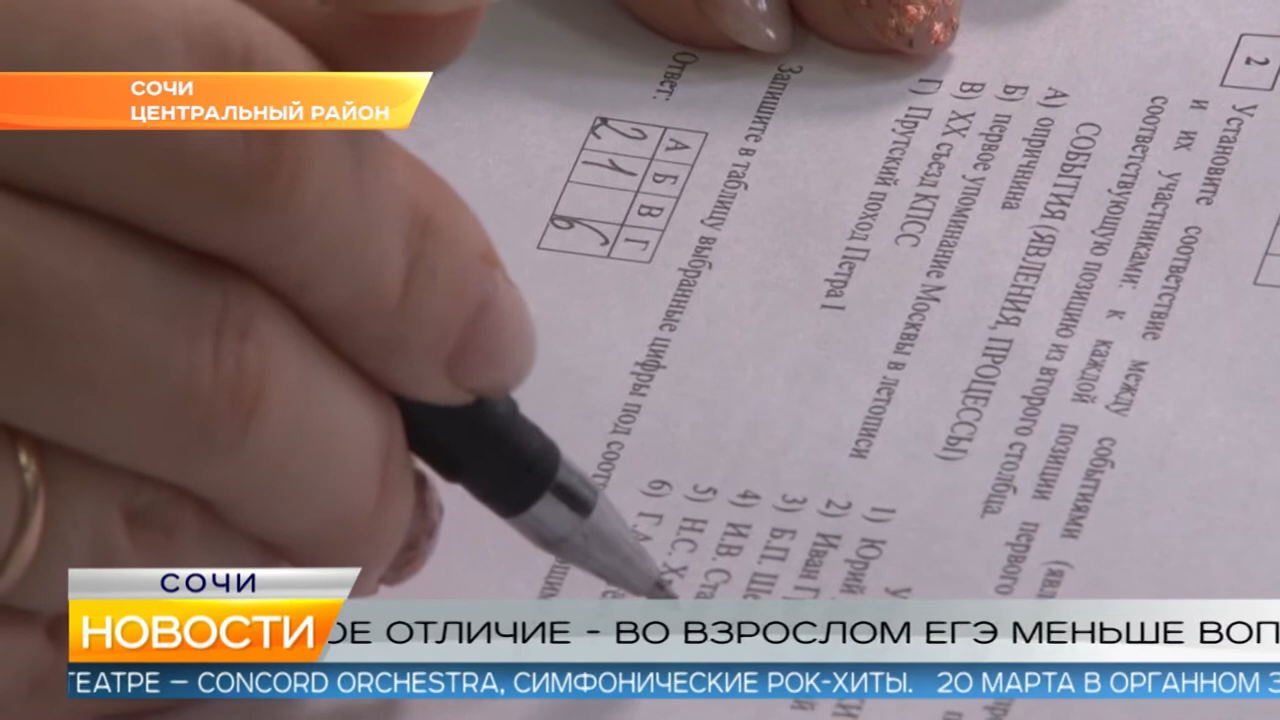 СОЧИ
ЦЕНТРАЛЬНЫЙ РАЙОН
2
Установите соответствие между событиями
и их участниками: к каждой позиции первого
соответствующую позицию из второго столбца.
СОБЫТИЯ (ЯВЛЕНИЯ, ПРОЦЕССЫ)
А) опричнина
Б) первое упоминание Москвы в летописи
В) XX съезд КПСС
Г) Прутский поход Петра I
1) Юрий
2) Иван
3) Б.П.
4) И.В.
5) Н.С.
6) Г.
Запишите в таблицу выбранные цифры под
Ответ:
А Б В Г
2 1 6
СОЧИ
НОВОСТИ
ОЕ ОТЛИЧИЕ - ВО ВЗРОСЛОМ ЕГЭ МЕНЬШЕ ВОП
ТЕАТРЕ — CONCORD ORCHESTRA, СИМФОНИЧЕСКИЕ РОК-ХИТЫ. 20 МАРТА В ОРГАННОМ З